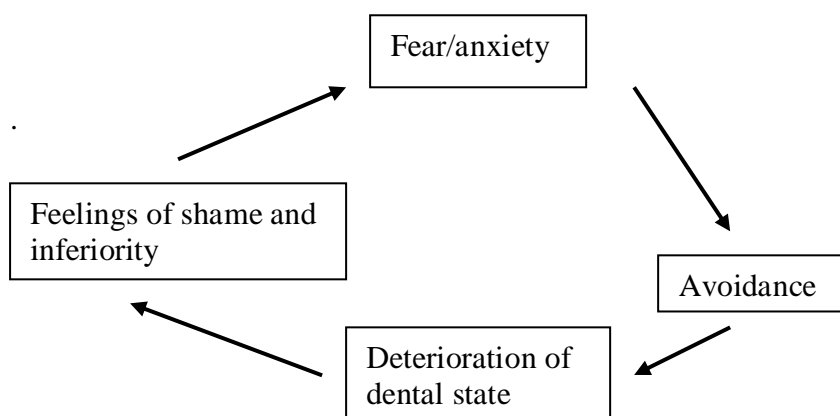 Fear/anxiety
.
Feelings of shame and
inferiority
Avoidance
Deterioration of
dental state